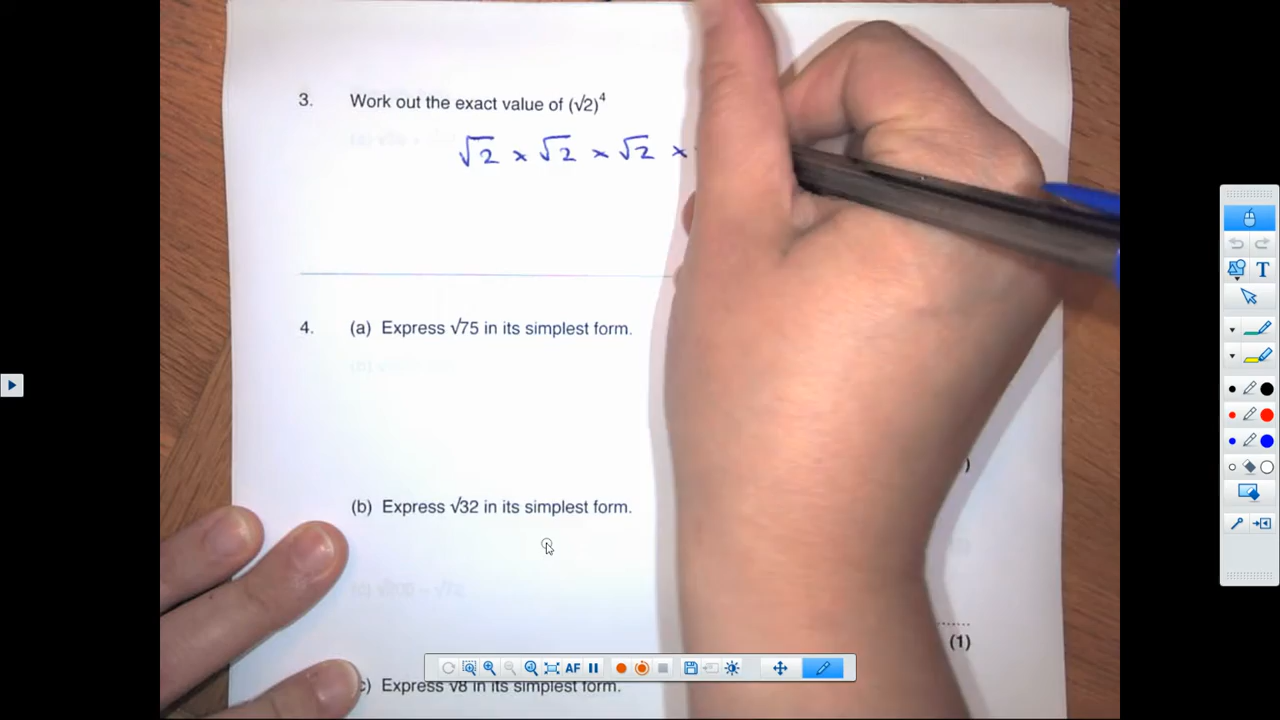 3. Work out the exact value of (√2)⁴
√2 × √2 × √2 ×
4. (a) Express √75 in its simplest form.
(b) Express √32 in its simplest form.
(1)
c) Express √8 in its simplest form.
T
AF